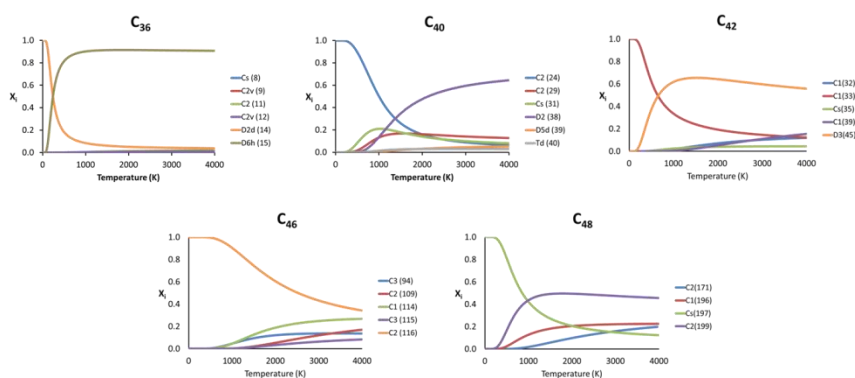 C36
1.0
0.8
0.6
Xi
0.4
0.2
0.0
0
1000
2000
3000
4000
Temperature (K)
Cs (8)
C2v (9)
C2 (11)
C2v (12)
D2d (14)
D6h (15)
C40
1.0
0.8
0.6
Xi
0.4
0.2
0.0
0
1000
2000
3000
4000
Temperature (K)
C2 (24)
C2 (29)
Cs (31)
D2 (38)
D5d (39)
Td (40)
C42
1.0
0.8
0.6
Xi
0.4
0.2
0.0
0
1000
2000
3000
4000
Temperature (K)
C1(32)
C1(33)
Cs(35)
C1(39)
D3(45)
C46
1.0
0.8
0.6
Xi
0.4
0.2
0.0
0
1000
2000
3000
4000
Temperature (K)
C3 (94)
C2 (109)
C1 (114)
C3 (115)
C2 (116)
C48
1.0
0.8
0.6
Xi
0.4
0.2
0.0
0
1000
2000
3000
4000
Temperature (K)
C2(171)
C1(196)
Cs(197)
C2(199)